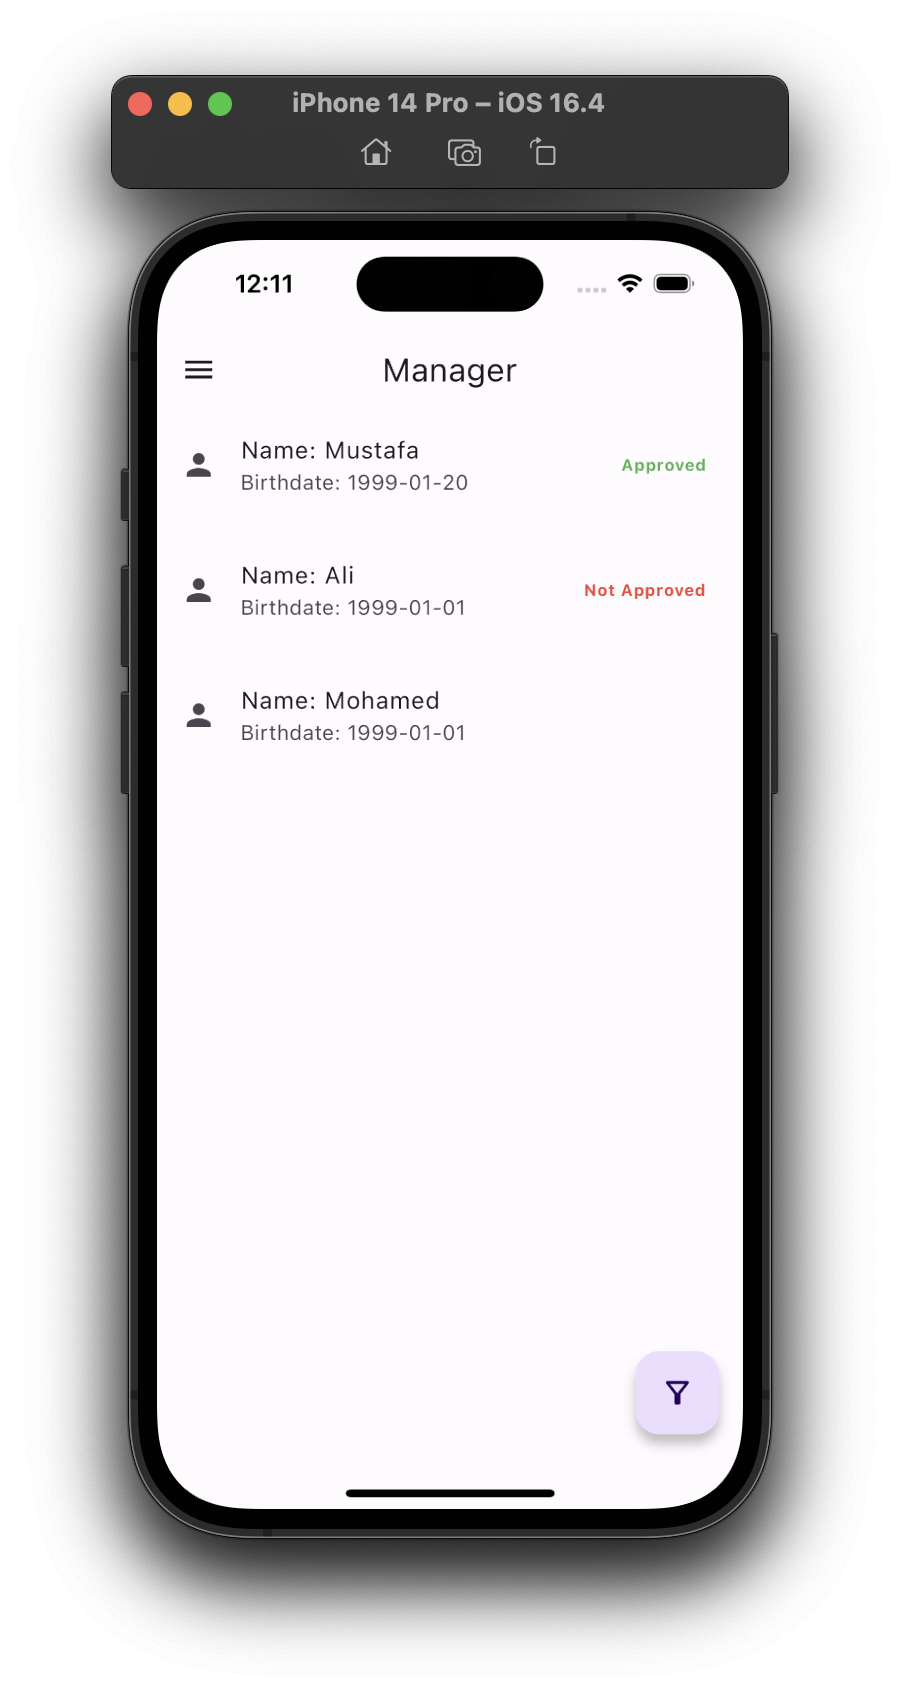 iPhone 14 Pro – iOS 16.4
12:11
Manager
Name: Mustafa
Birthdate: 1999-01-20
Approved
Name: Ali
Birthdate: 1999-01-01
Not Approved
Name: Mohamed
Birthdate: 1999-01-01